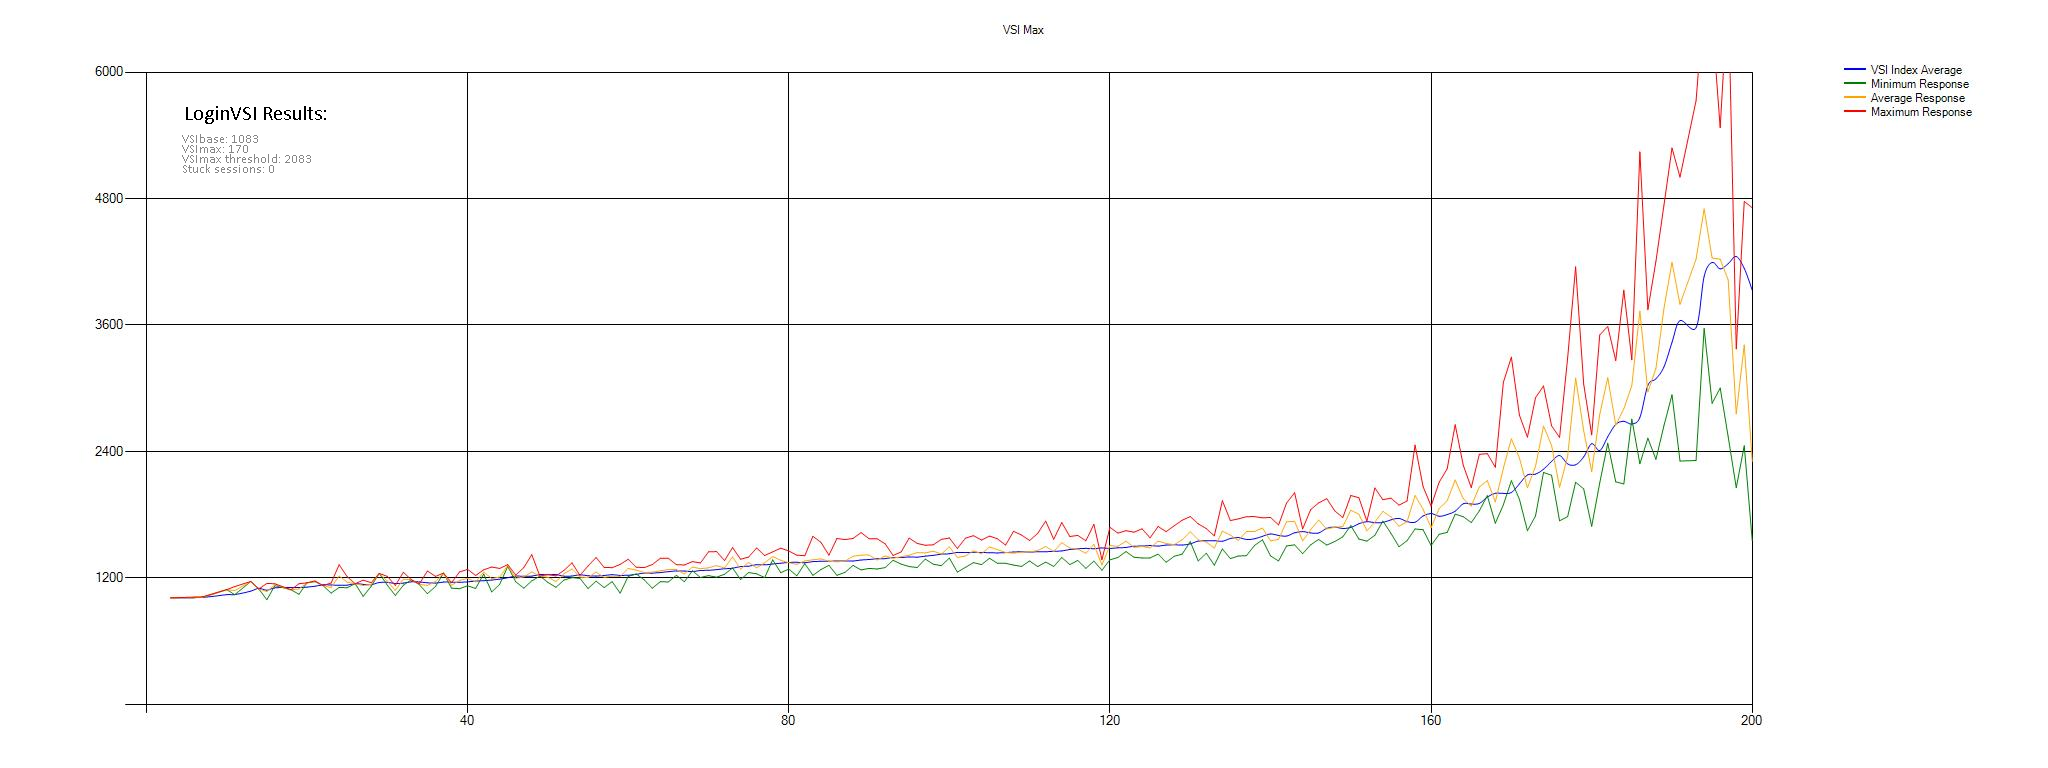 VSI Max
6000
4800
3600
2400
1200
LoginVSI Results:
VSIbase: 1083
VSImax: 170
VSImax threshold: 2083
Stuck sessions: 0
VSI Index Average
Minimum Response
Average Response
Maximum Response
40 80 120 160 200